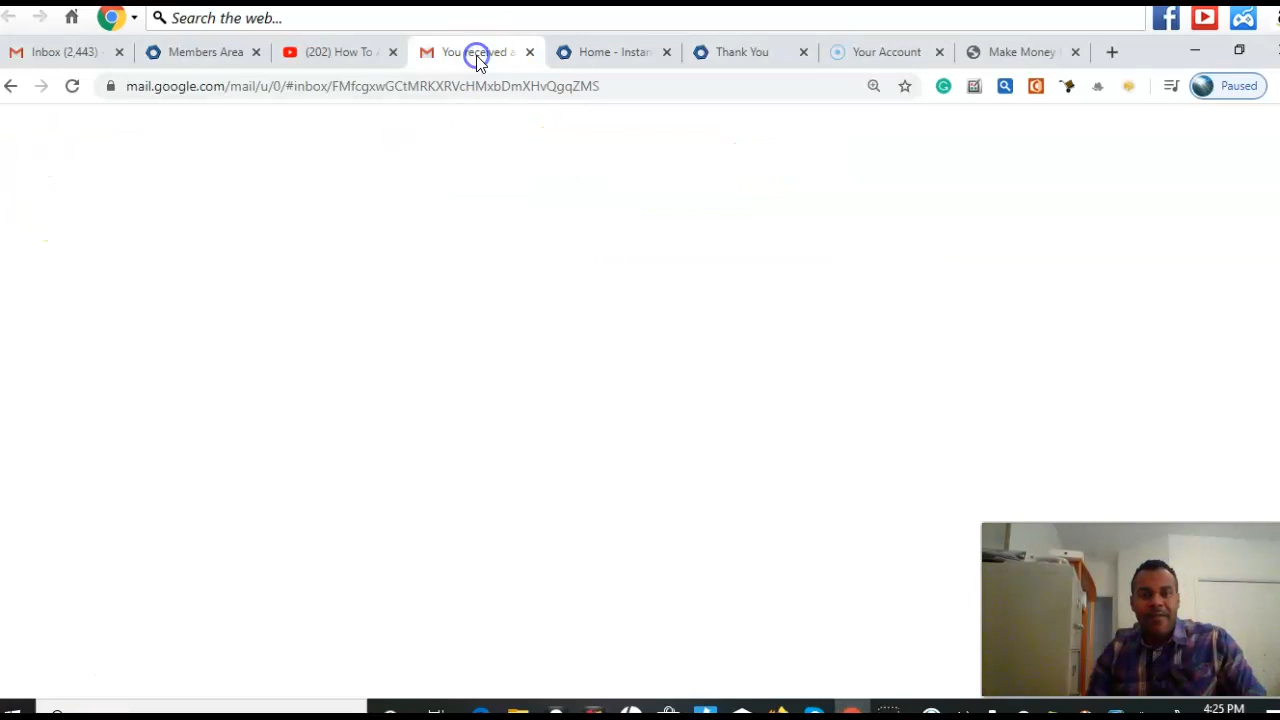 Search the web...
Inbox (2,443)
Members Area
(202) How To A
You received a
Home - Instan
Thank You
Your Account
Make Money
mail.google.com/mail/u/0/#inbox/FMfcgxwGCtMRKXRVcHMxbDmXHvQgqZMS
Paused
4:25 PM